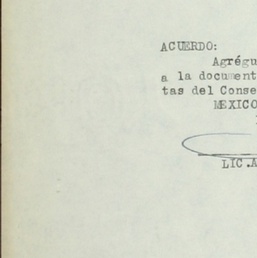 ACUERDO:
Agrégu
a la document
tas del Conse
MEXICO
LIC.A